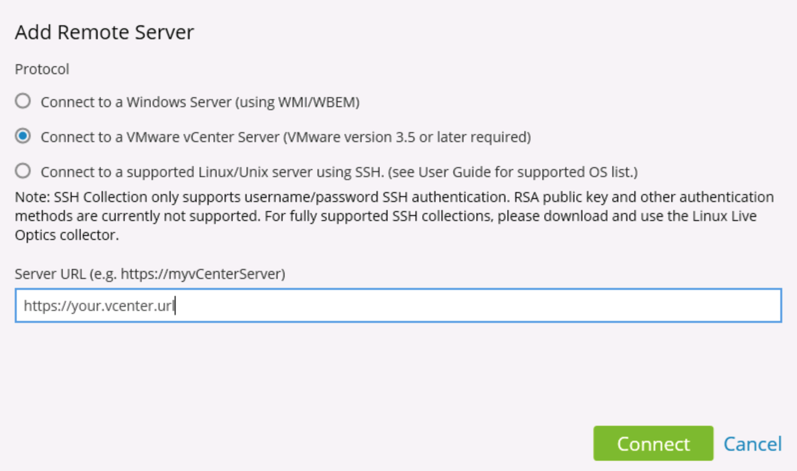 Add Remote Server
Protocol
Connect to a Windows Server (using WMI/WBEM)
Connect to a VMware vCenter Server (VMware version 3.5 or later required)
Connect to a supported Linux/Unix server using SSH. (see User Guide for supported OS list.)
Note: SSH Collection only supports username/password SSH authentication. RSA public key and other authentication
methods are currently not supported. For fully supported SSH collections, please download and use the Linux Live
Optics collector.
Server URL (e.g. https://myvCenterServer)
https://your.vcenter.url
Connect Cancel